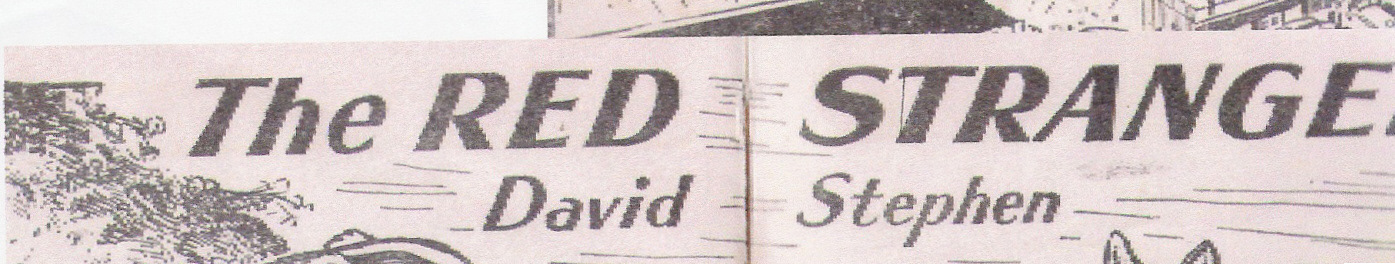 The RED STRANGE
David Stephen